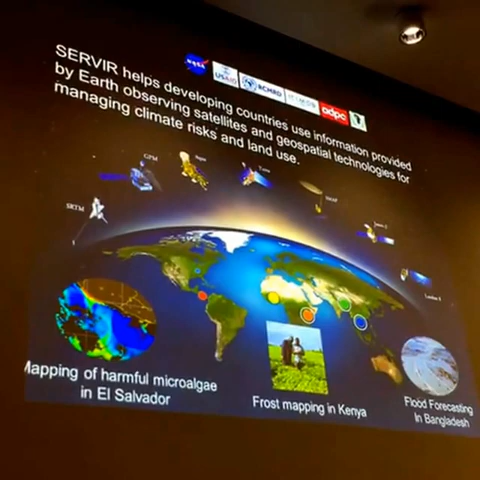 NASA
USAID
RCMRD
adpc
SERVIR helps developing countries use information provided
by Earth observing satellites and geospatial technologies for
managing climate risks and land use.
GPM
Aqua
Terra
SMAP
SRTM
Mapping of harmful microalgae
in El Salvador
Frost mapping in Kenya
Flood Forecasting
In Bangladesh